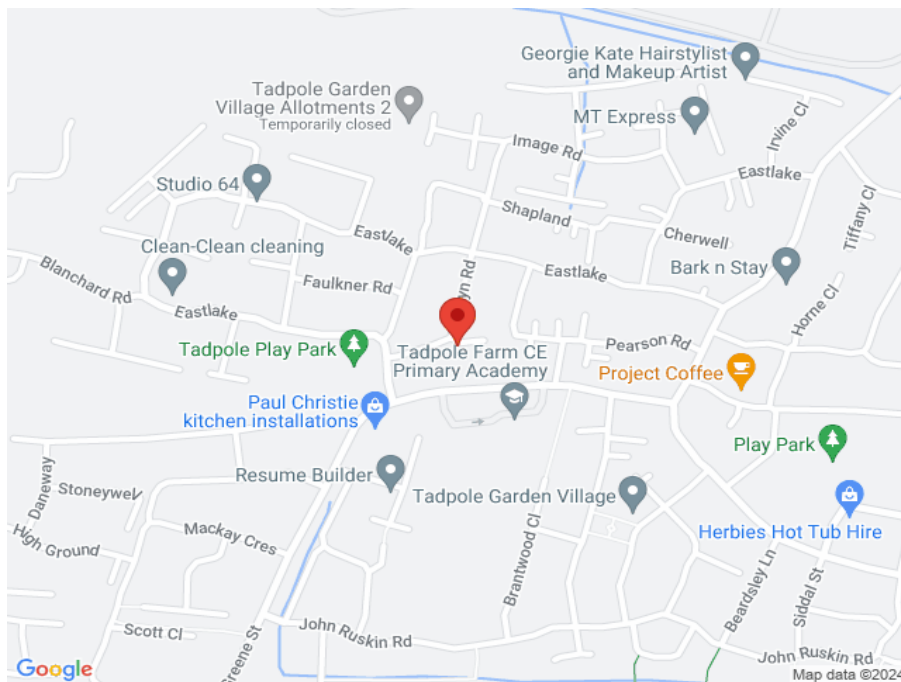 Georgie Kate Hairstylist
and Makeup Artist
Tadpole Garden
Village Allotments 2
Temporarily closed
MT Express
Irvine Cl
Image Rd
Eastlake
Studio 64
Shapland
Tiffany Cl
Eastlake
Cherwell
Clean-Clean cleaning
Blanchard Rd
Faulkner Rd
Eastlake
Bark n Stay
Horne Cl
Eastlake
Tadpole Play Park
Pearson Rd
Tadpole Farm CE
Primary Academy
Project Coffee
Paul Christie
kitchen installations
Play Park
Daneway
Stoneywel
Resume Builder
Tadpole Garden Village
Mackay Cres
High Ground
Herbies Hot Tub Hire
Brantwood Cl
Beardsley Ln
Siddal St
Scott Cl
Greene St
John Ruskin Rd
John Ruskin Rd
Google
Map data ©2024